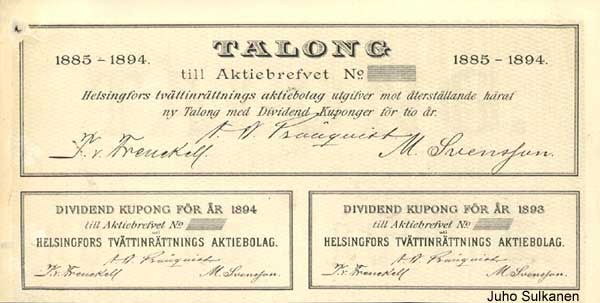 1885 - 1894. TALONG 1885 - 1894.
till Aktiebrefvet No
Helsingfors tvättinrättnings aktiebolag utgifver mot återställande häraf
ny Talong med Dividend Kuponger för tio år.
F. v. Frenckell. A. W. Kranqvist M. Svensson.
DIVIDEND KUPONG FÖR ÅR 1894
till Aktiebrefvet No
HELSINGFORS TVÄTTINRÄTTNINGS AKTIEBOLAG.
F. v. Frenckell. M. Svensson.
DIVIDEND KUPONG FÖR ÅR 1893
till Aktiebrefvet No
HELSINGFORS TVÄTTINRÄTTNINGS AKTIEBOLAG.
F. v. Frenckell. M. Svensson.
Juho Sulkanen